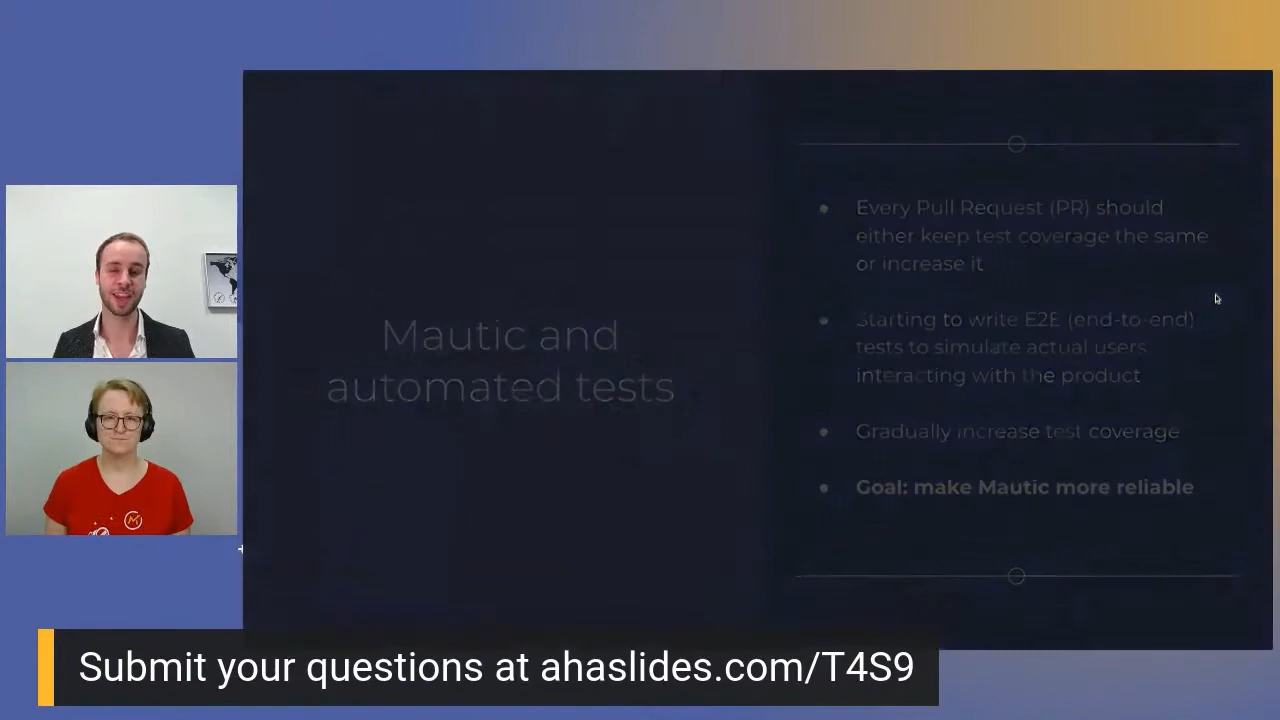 Mautic and
automated tests
Every Pull Request (PR) should
either keep test coverage the same
or increase it
Starting to write E2E (end-to-end)
tests to simulate actual users
interacting with the product
Gradually increase test coverage
Goal: make Mautic more reliable
Submit your questions at ahaslides.com/T4S9